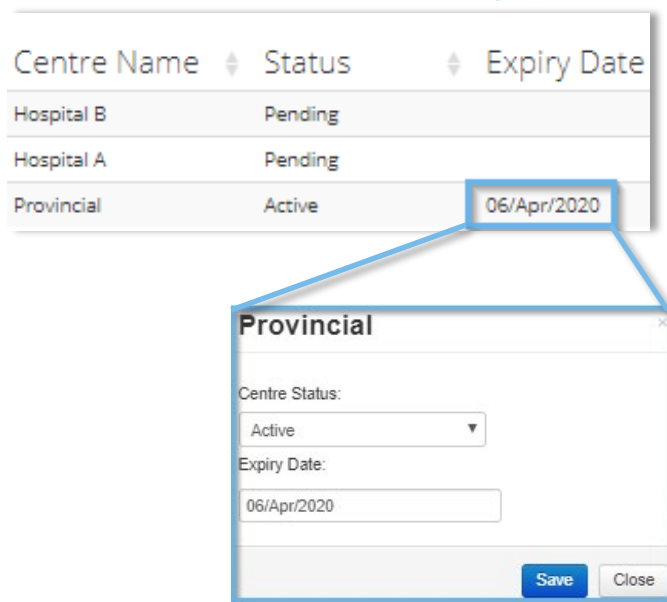 Centre Name Status Expiry Date
Hospital B Pending
Hospital A Pending
Provincial Active 06/Apr/2020
Provincial
Centre Status:
Active
Expiry Date:
06/Apr/2020
Save Close